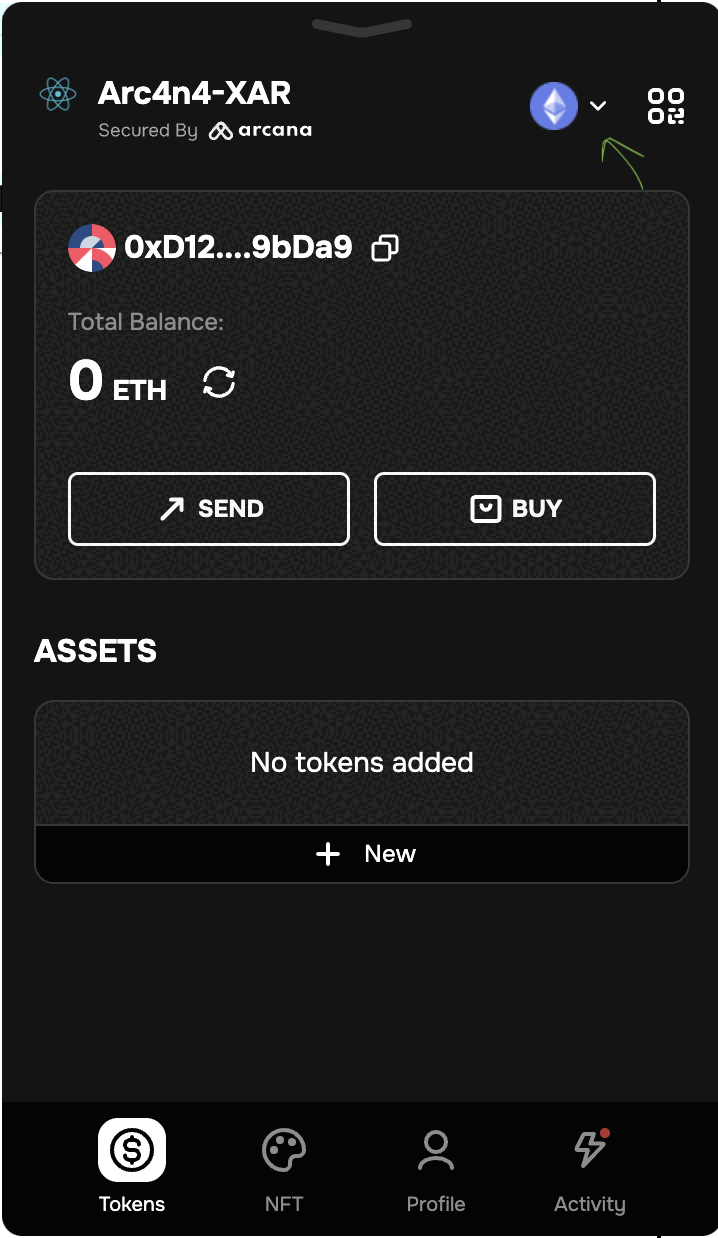 Arc4n4-XAR
Secured By arcana
0xD12....9bDa9
Total Balance:
0 ETH
SEND
BUY
ASSETS
No tokens added
+ New
Tokens
NFT
Profile
Activity